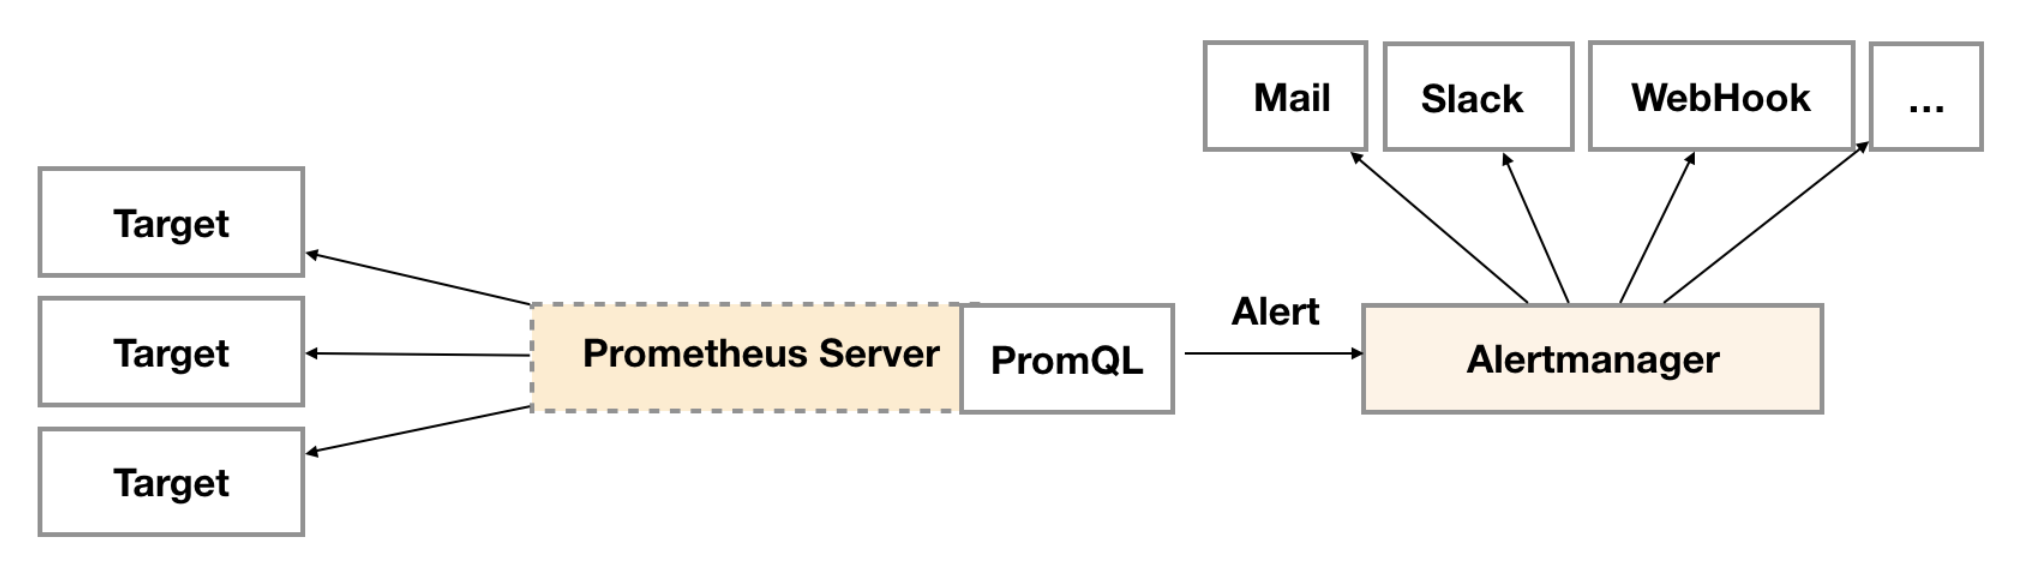 Mail
Slack
WebHook
...
Target
Target
Target
Prometheus Server
PromQL
Alert
Alertmanager